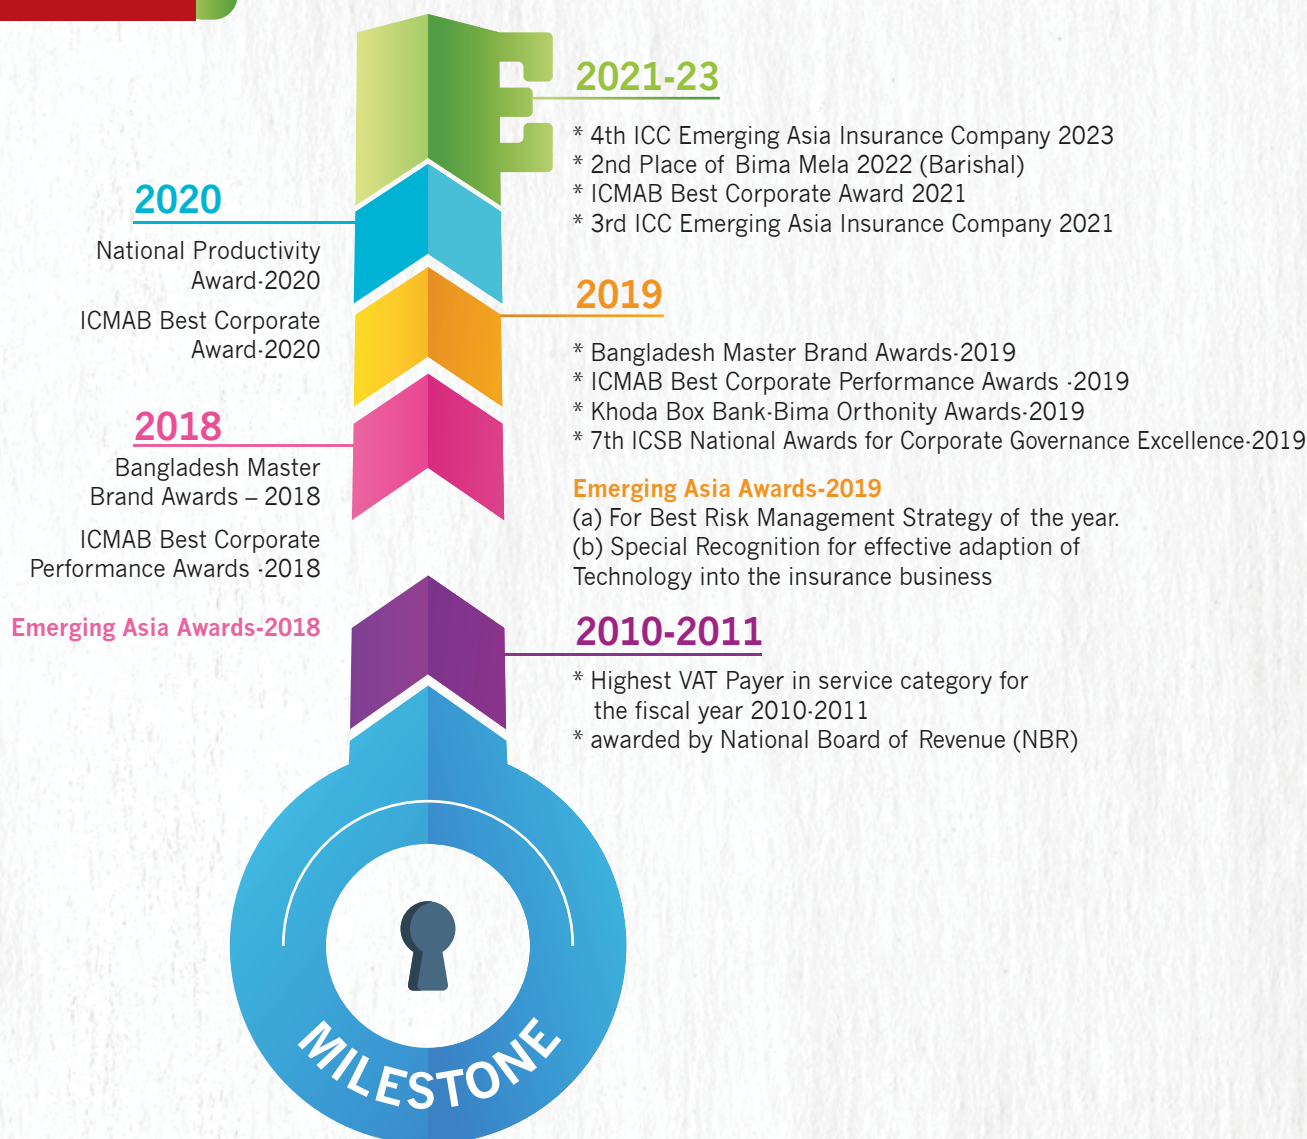 2021-23
* 4th ICC Emerging Asia Insurance Company 2023
* 2nd Place of Bima Mela 2022 (Barishal)
* ICMAB Best Corporate Award 2021
* 3rd ICC Emerging Asia Insurance Company 2021
2020
National Productivity
Award-2020
ICMAB Best Corporate
Award-2020
2019
* Bangladesh Master Brand Awards-2019
* ICMAB Best Corporate Performance Awards -2019
* Khoda Box Bank-Bima Orthonity Awards-2019
* 7th ICSB National Awards for Corporate Governance Excellence-2019
Emerging Asia Awards-2019
(a) For Best Risk Management Strategy of the year.
(b) Special Recognition for effective adaption of
Technology into the insurance business
2018
Bangladesh Master
Brand Awards – 2018
ICMAB Best Corporate
Performance Awards -2018
Emerging Asia Awards-2018
2010-2011
* Highest VAT Payer in service category for
the fiscal year 2010-2011
* awarded by National Board of Revenue (NBR)
MILESTONE